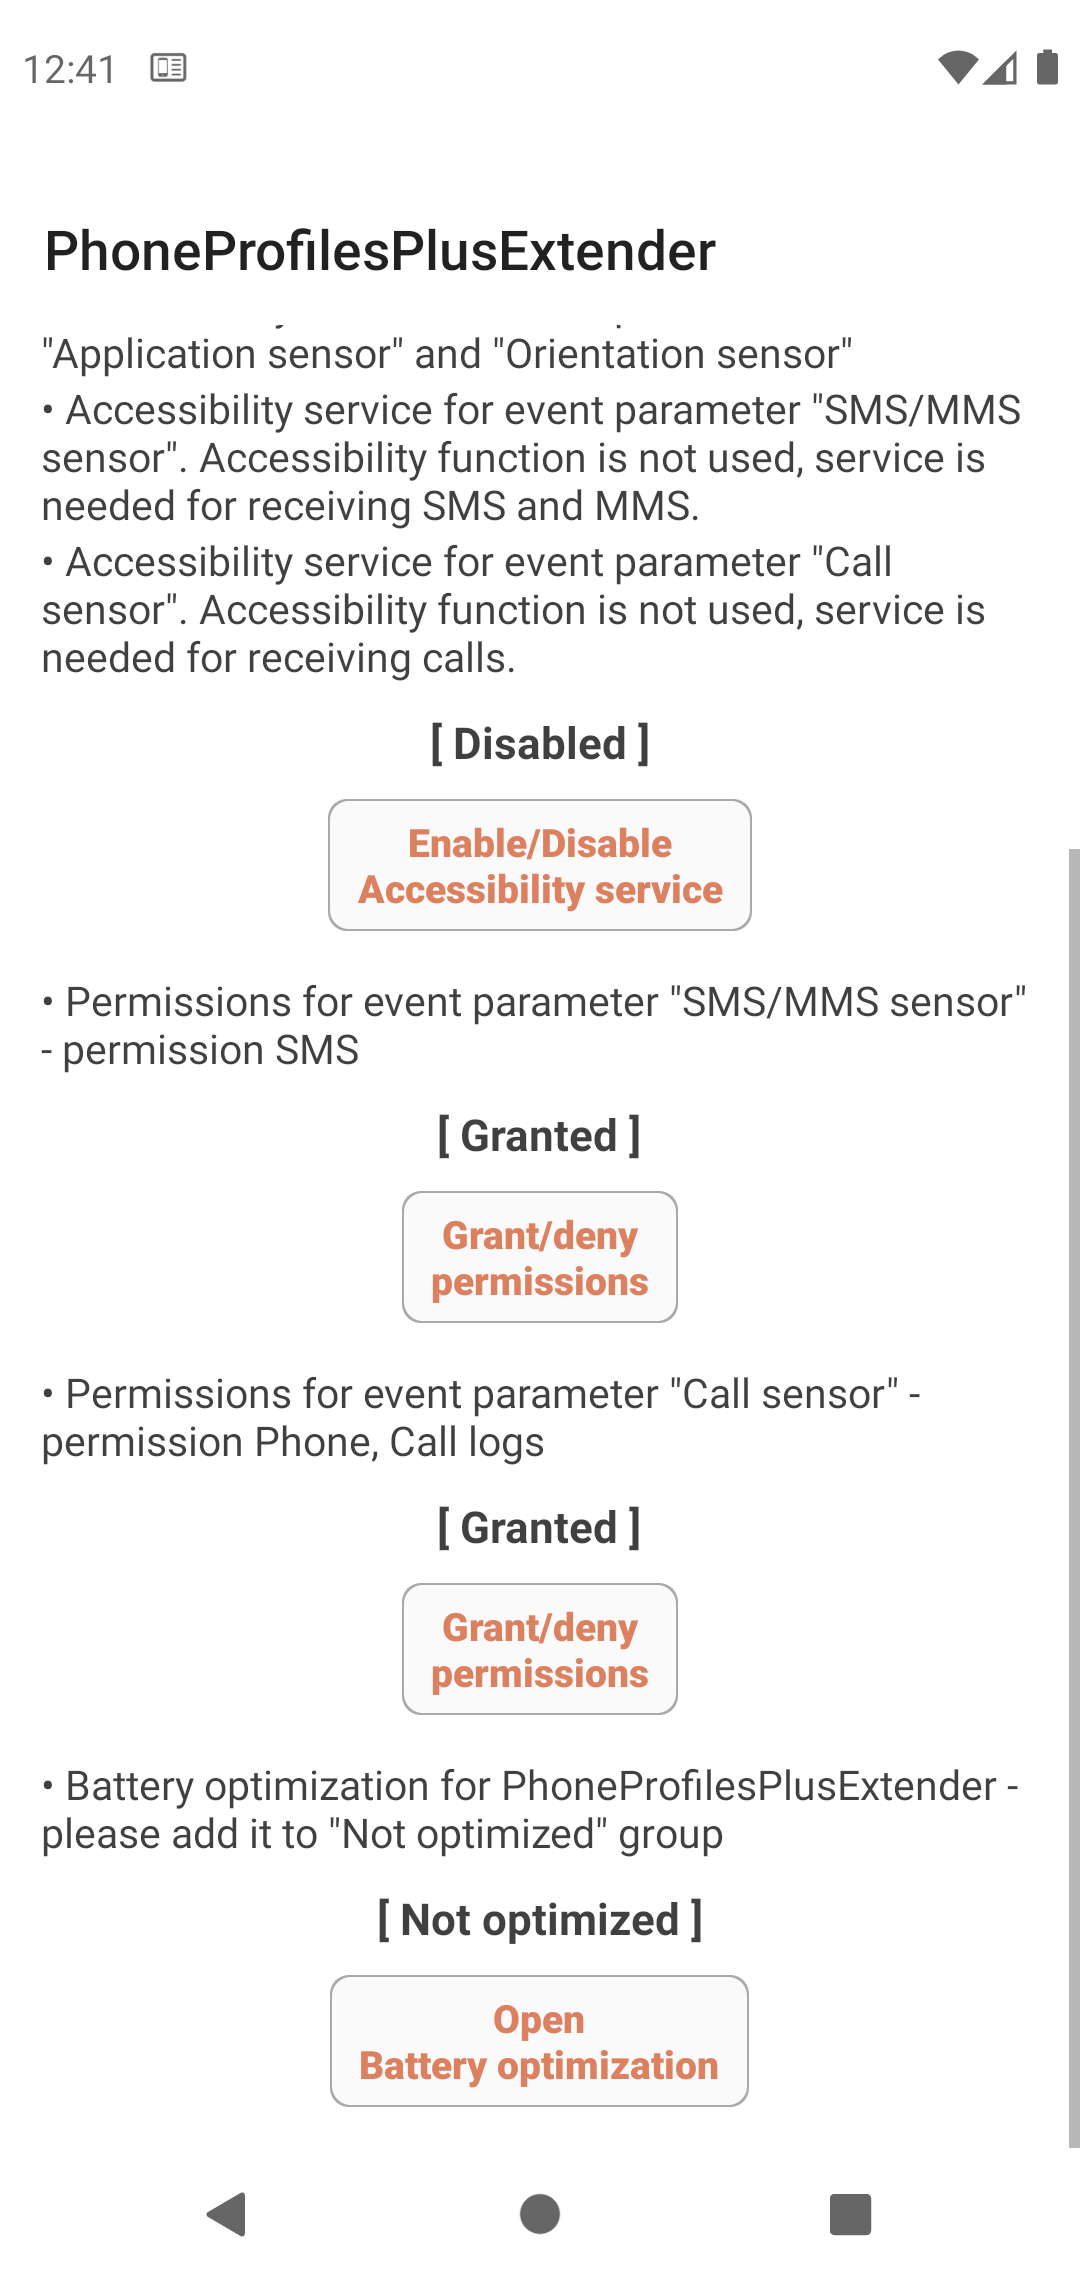 12:41
PhoneProfilesPlusExtender
"Application sensor" and "Orientation sensor"
• Accessibility service for event parameter "SMS/MMS
sensor". Accessibility function is not used, service is
needed for receiving SMS and MMS.
• Accessibility service for event parameter "Call
sensor". Accessibility function is not used, service is
needed for receiving calls.
[ Disabled ]
Enable/Disable
Accessibility service
• Permissions for event parameter "SMS/MMS sensor"
- permission SMS
[ Granted ]
Grant/deny
permissions
• Permissions for event parameter "Call sensor" -
permission Phone, Call logs
[ Granted ]
Grant/deny
permissions
• Battery optimization for PhoneProfilesPlusExtender -
please add it to "Not optimized" group
[ Not optimized ]
Open
Battery optimization